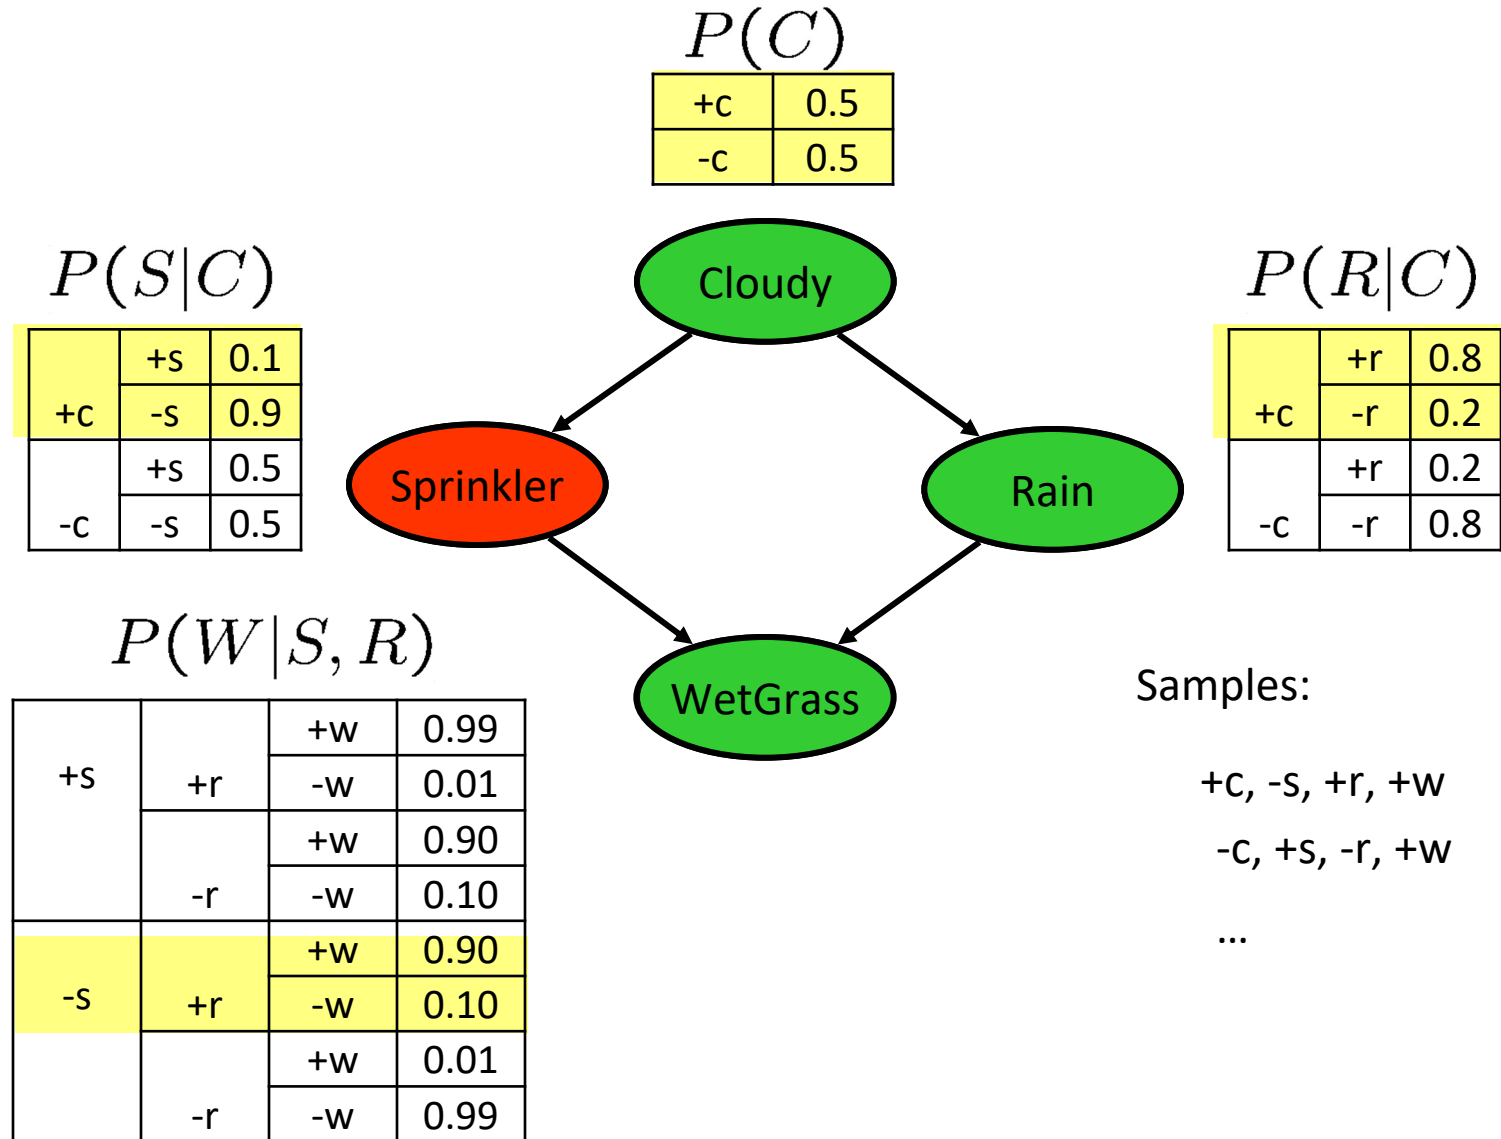 P(C)
+c 0.5
-c 0.5
P(S|C)
+s 0.1
+c -s 0.9
+s 0.5
-c -s 0.5
Cloudy
P(R|C)
+r 0.8
+c -r 0.2
+r 0.2
-c -r 0.8
Sprinkler
Rain
WetGrass
P(W|S, R)
+w 0.99
+s +r -w 0.01
+w 0.90
-r -w 0.10
+w 0.90
-s +r -w 0.10
+w 0.01
-r -w 0.99
Samples:
+c, -s, +r, +w
-c, +s, -r, +w
...